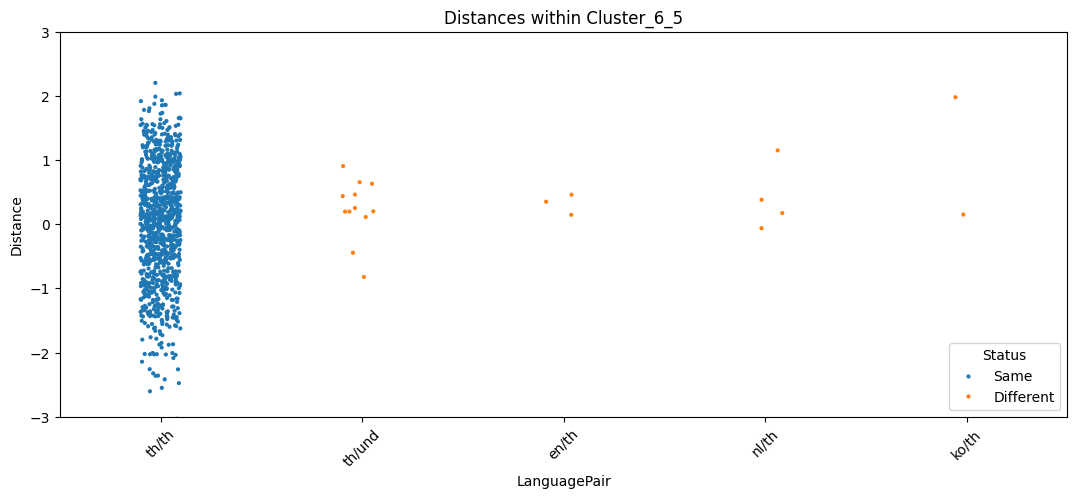 Distances within Cluster_6_5
3
2
1
0
−1
−2
−3
Distance
Status
Same
Different
th/th
th/und
en/th
nl/th
ko/th
LanguagePair